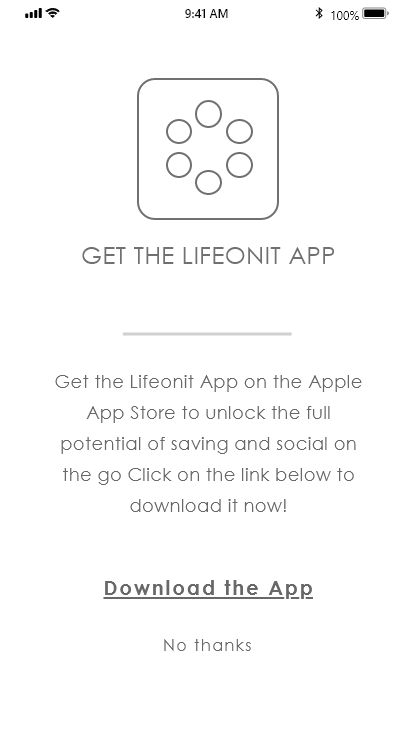 9:41 AM 100%
GET THE LIFEONIT APP
Get the Lifeonit App on the Apple
App Store to unlock the full
potential of saving and social on
the go Click on the link below to
download it now!
Download the App
No thanks